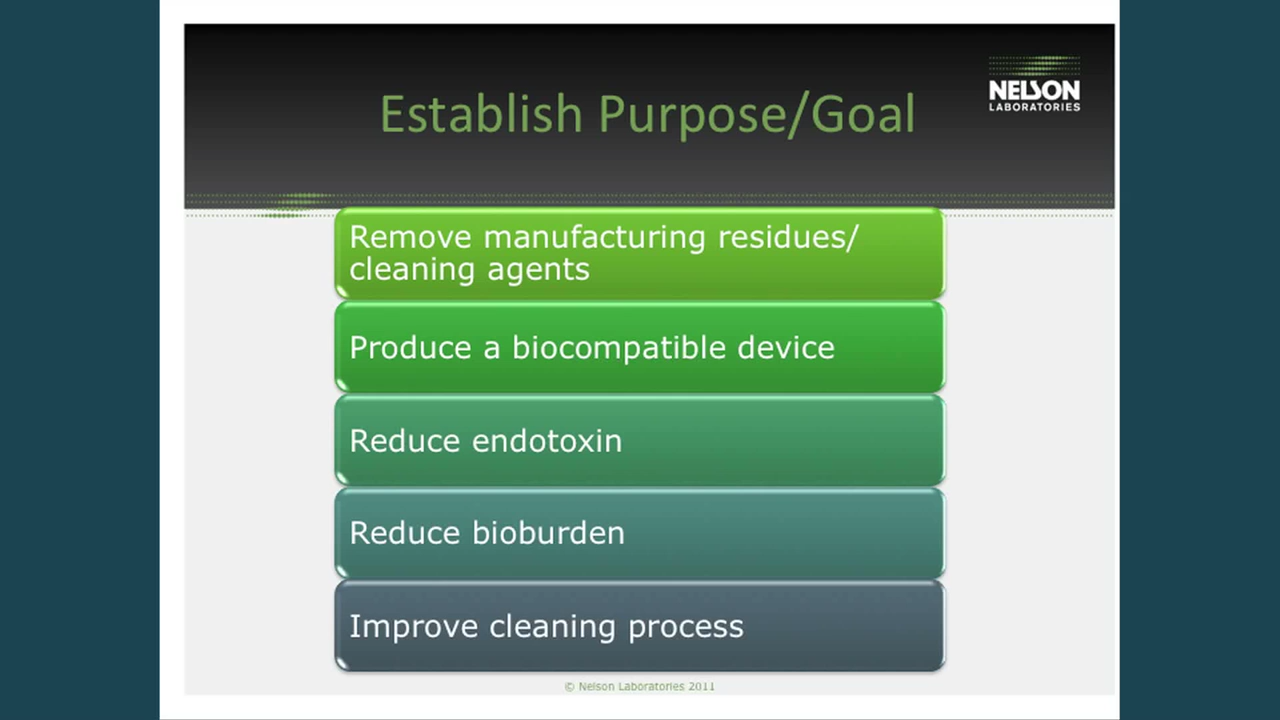 Establish Purpose/Goal
NELSON
LABORATORIES
Remove manufacturing residues/
cleaning agents
Produce a biocompatible device
Reduce endotoxin
Reduce bioburden
Improve cleaning process
© Nelson Laboratories 2011